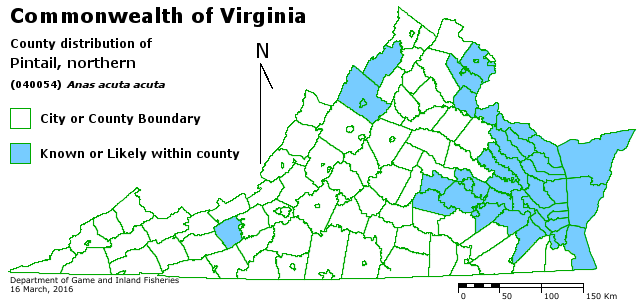 Commonwealth of Virginia
County distribution of
Pintail, northern
(040054) Anas acuta acuta
N
City or County Boundary
Known or Likely within county
Department of Game and Inland Fisheries
16 March, 2016
0 50 100 150 Km